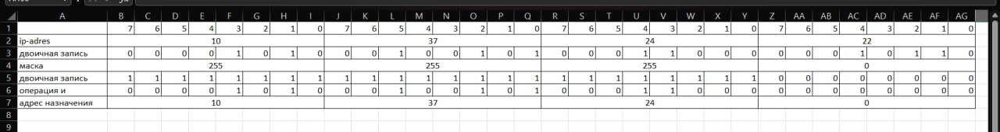 A B C D E F G H I J K L M N O P Q R S T U V W X Y Z AA AB AC AD AE AF AG
1 7 6 5 4 3 2 1 0 7 6 5 4 3 2 1 0 7 6 5 4 3 2 1 0 7 6 5 4 3 2 1 0
2 ip-adres 10 37 24 22
3 двоичная запись 0 0 0 0 1 0 1 0 0 0 1 0 0 1 0 1 0 0 0 1 1 0 0 0 0 0 0 1 0 1 1 0
4 маска 255 255 255 0
5 двоичная запись 1 1 1 1 1 1 1 1 1 1 1 1 1 1 1 1 1 1 1 1 1 1 1 1 0 0 0 0 0 0 0 0
6 операция и 0 0 0 0 1 0 1 0 0 0 1 0 0 1 0 1 0 0 0 1 1 0 0 0 0 0 0 0 0 0 0 0
7 адрес назначения 10 37 24 0
8
9